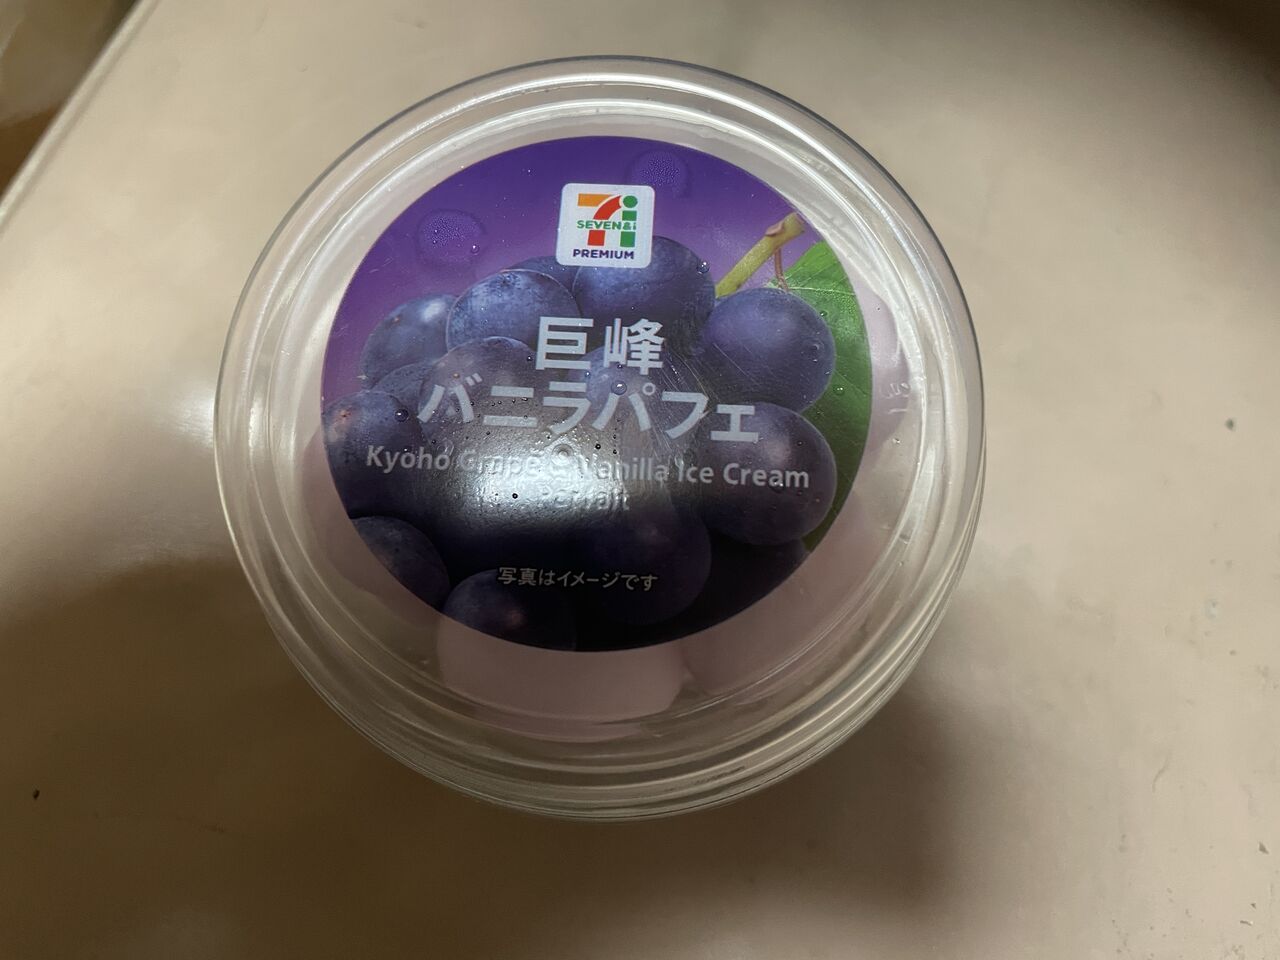 SEVEN&i
PREMIUM
巨峰
バニラパフェ
Kyoho Grape & Vanilla Ice Cream
Parfait
写真はイメージです